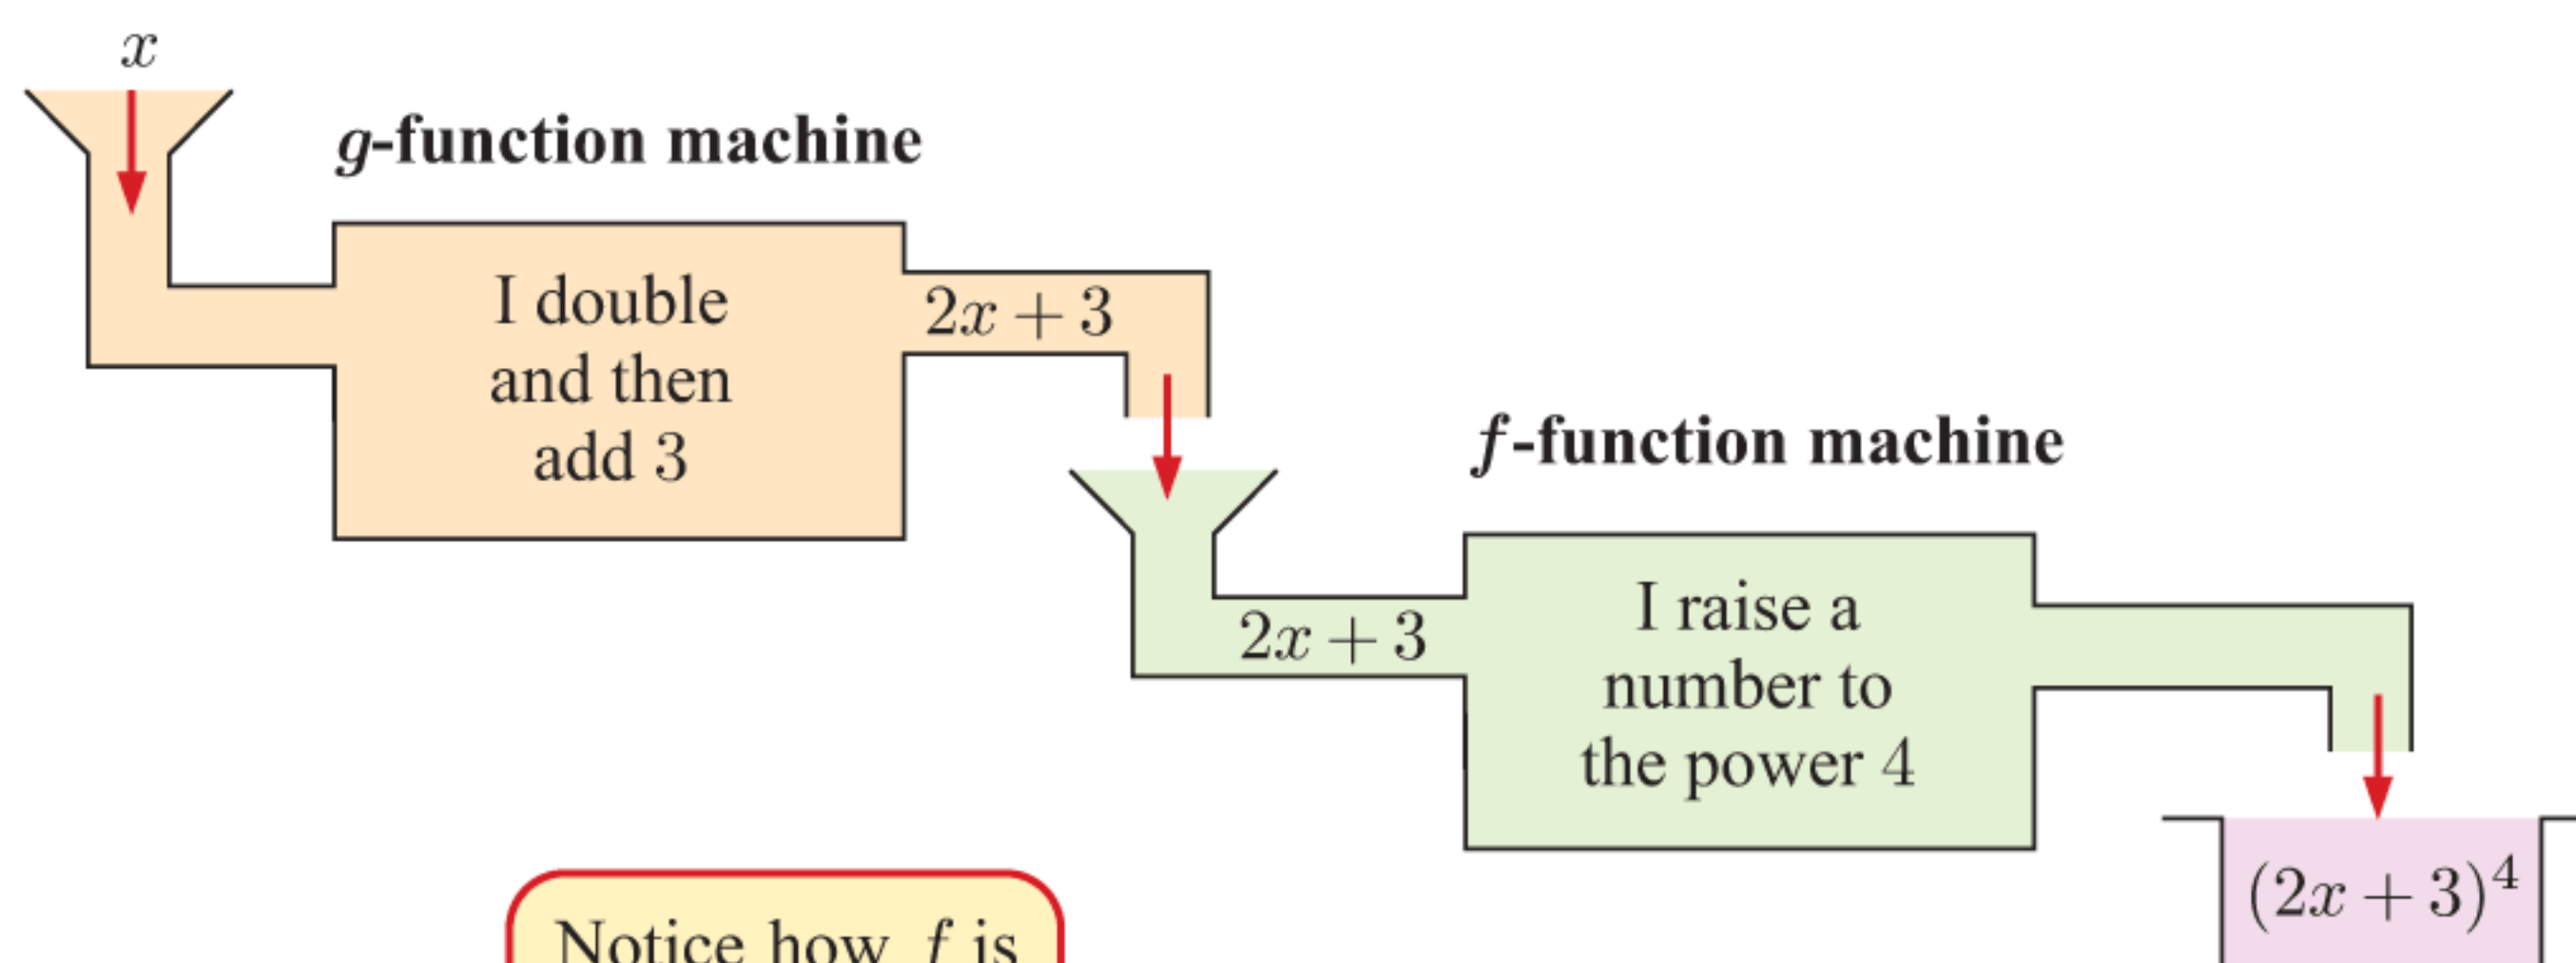 x
g-function machine
I double
and then
add 3
2x + 3
f-function machine
2x + 3
I raise a
number to
the power 4
(2x + 3)⁴
Notice how f is